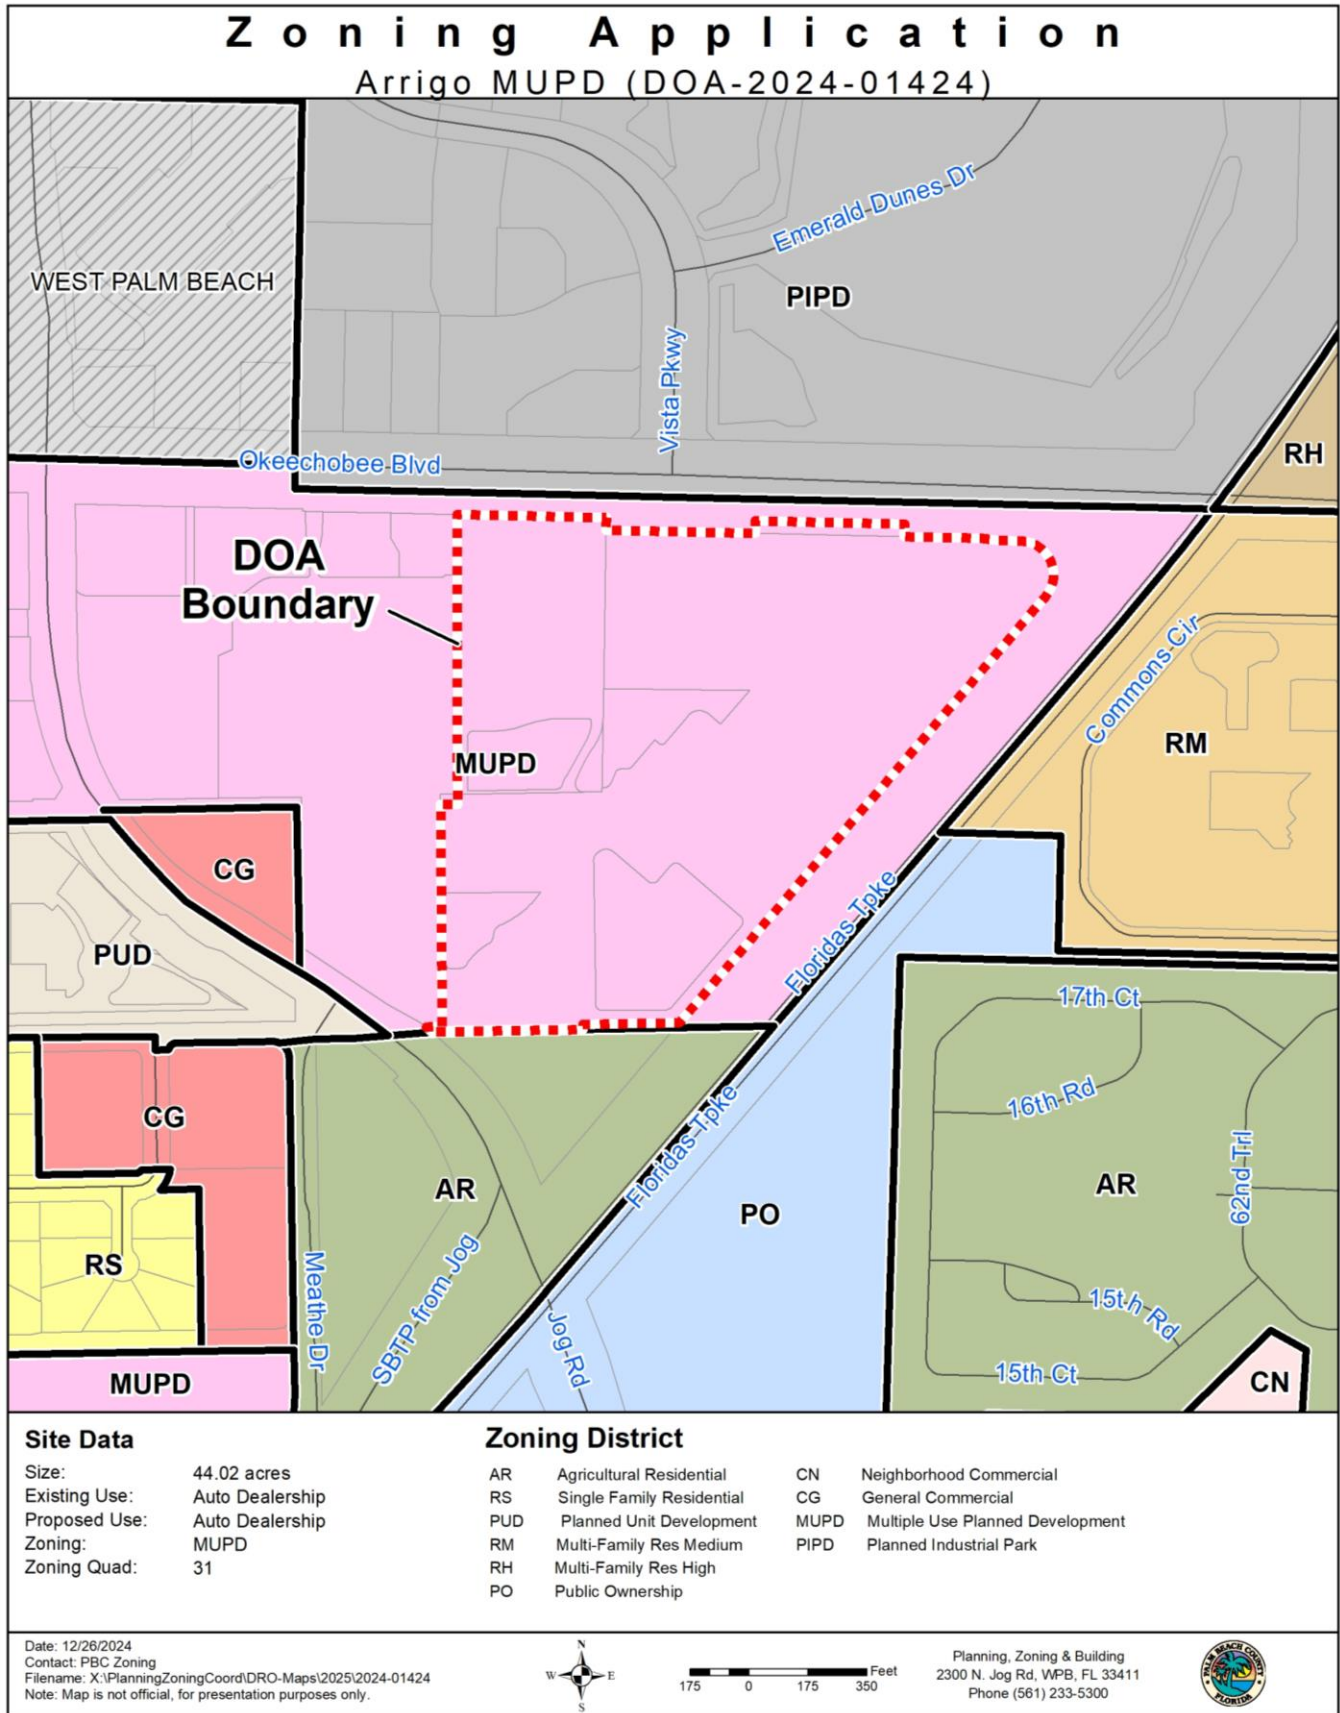 Zoning Application
Arrigo MUPD (DOA-2024-01424)
WEST PALM BEACH
Emerald Dunes Dr
PIPD
Vista Pkwy
RH
Okeechobee Blvd
DOA
Boundary
Commons Cir
RM
MUPD
CG
Floridas Tpke
PUD
17th Ct
16th Rd
Floridas Tpke
CG
62nd Trl
AR
AR
PO
RS
Meathe Dr
SBTP from Jog
Jog Rd
15th Rd
15th Ct
MUPD
CN
Site Data
Size: 44.02 acres
Existing Use: Auto Dealership
Proposed Use: Auto Dealership
Zoning: MUPD
Zoning Quad: 31
Zoning District
AR Agricultural Residential
RS Single Family Residential
PUD Planned Unit Development
RM Multi-Family Res Medium
RH Multi-Family Res High
PO Public Ownership
CN Neighborhood Commercial
CG General Commercial
MUPD Multiple Use Planned Development
PIPD Planned Industrial Park
Date: 12/26/2024
Contact: PBC Zoning
Filename: X:\PlanningZoningCoord\DRO-Maps\2025\2024-01424
Note: Map is not official, for presentation purposes only.
N
W E
S
Feet
175 0 175 350
Planning, Zoning & Building
2300 N. Jog Rd, WPB, FL 33411
Phone (561) 233-5300
PALM BEACH COUNTY
FLORIDA